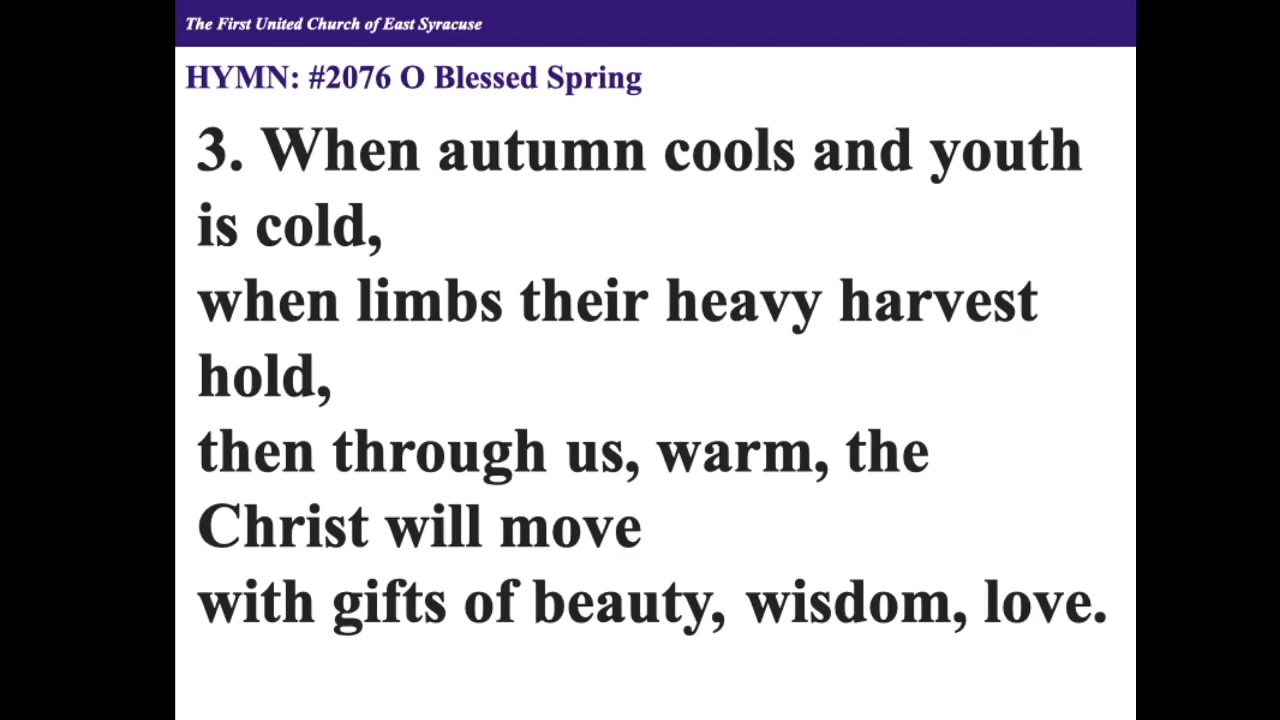 The First United Church of East Syracuse
HYMN: #2076 O Blessed Spring
3. When autumn cools and youth
is cold,
when limbs their heavy harvest
hold,
then through us, warm, the
Christ will move
with gifts of beauty, wisdom, love.